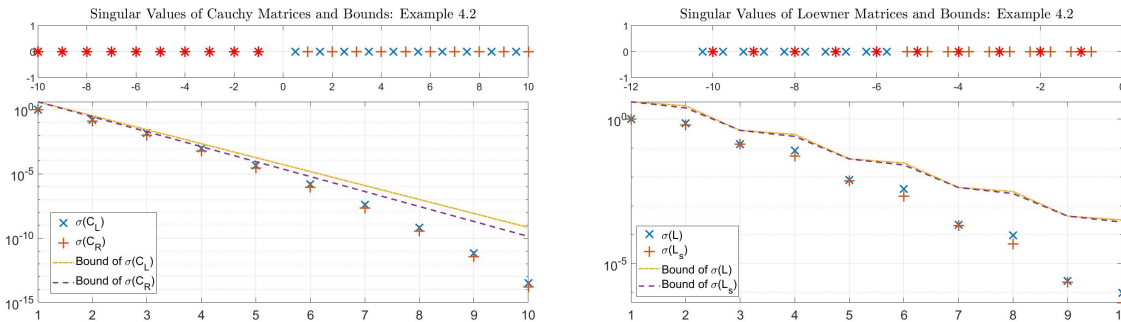 Singular Values of Cauchy Matrices and Bounds: Example 4.2
1
0
-1
-10 -8 -6 -4 -2 0 2 4 6 8 10
10^0
10^-5
10^-10
10^-15
σ(C_L)
σ(C_R)
Bound of σ(C_L)
Bound of σ(C_R)
1 2 3 4 5 6 7 8 9 10
Singular Values of Loewner Matrices and Bounds: Example 4.2
1
0
-1
-12 -10 -8 -6 -4 -2 0
10^0
10^-5
σ(L)
σ(L_s)
Bound of σ(L)
Bound of σ(L_s)
1 2 3 4 5 6 7 8 9